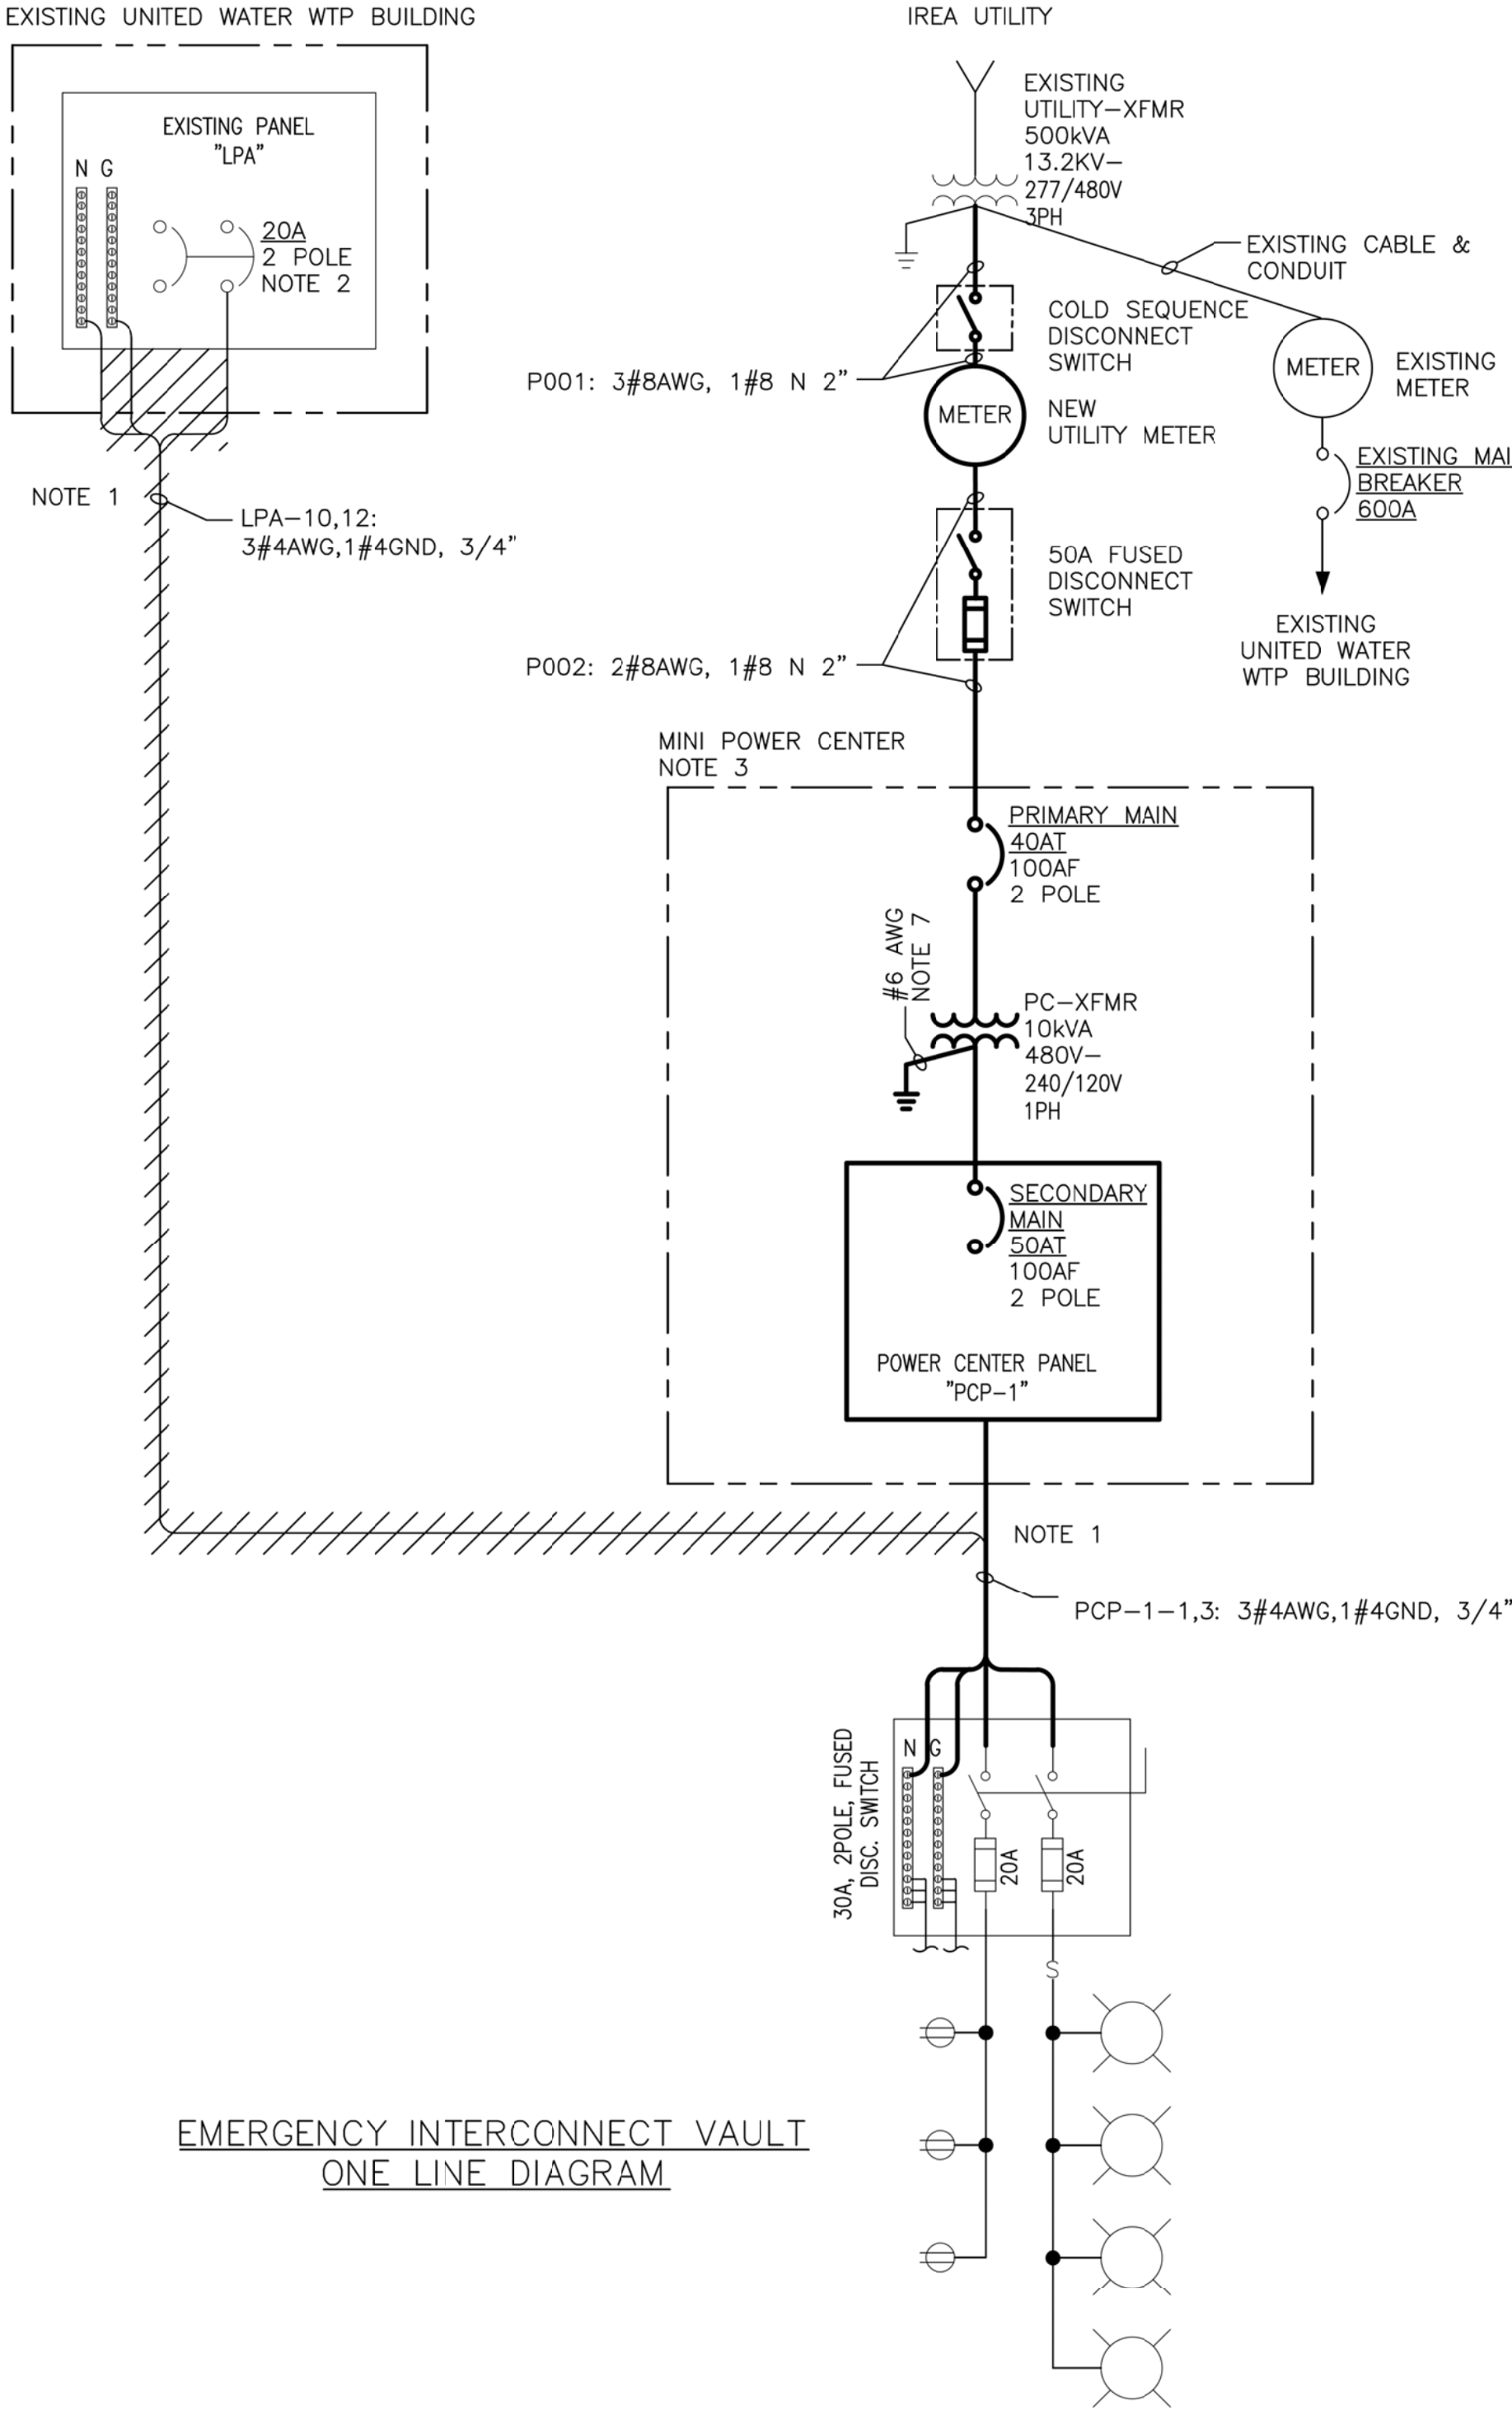 EXISTING UNITED WATER WTP BUILDING
EXISTING PANEL
"LPA"
N G
20A
2 POLE
NOTE 2
NOTE 1
LPA-10,12:
3#4AWG,1#4GND, 3/4"
IREA UTILITY
EXISTING
UTILITY-XFMR
500kVA
13.2KV-
277/480V
3PH
EXISTING CABLE &
CONDUIT
COLD SEQUENCE
DISCONNECT
SWITCH
P001: 3#8AWG, 1#8 N 2"
METER
NEW
UTILITY METER
METER
EXISTING
METER
EXISTING MAI
BREAKER
600A
EXISTING
UNITED WATER
WTP BUILDING
50A FUSED
DISCONNECT
SWITCH
P002: 2#8AWG, 1#8 N 2"
MINI POWER CENTER
NOTE 3
PRIMARY MAIN
40AT
100AF
2 POLE
#6 AWG
NOTE 7
PC-XFMR
10kVA
480V-
240/120V
1PH
SECONDARY
MAIN
50AT
100AF
2 POLE
POWER CENTER PANEL
"PCP-1"
NOTE 1
PCP-1-1,3: 3#4AWG,1#4GND, 3/4"
30A, 2POLE, FUSED
DISC. SWITCH
N G
20A
20A
S
EMERGENCY INTERCONNECT VAULT
ONE LINE DIAGRAM